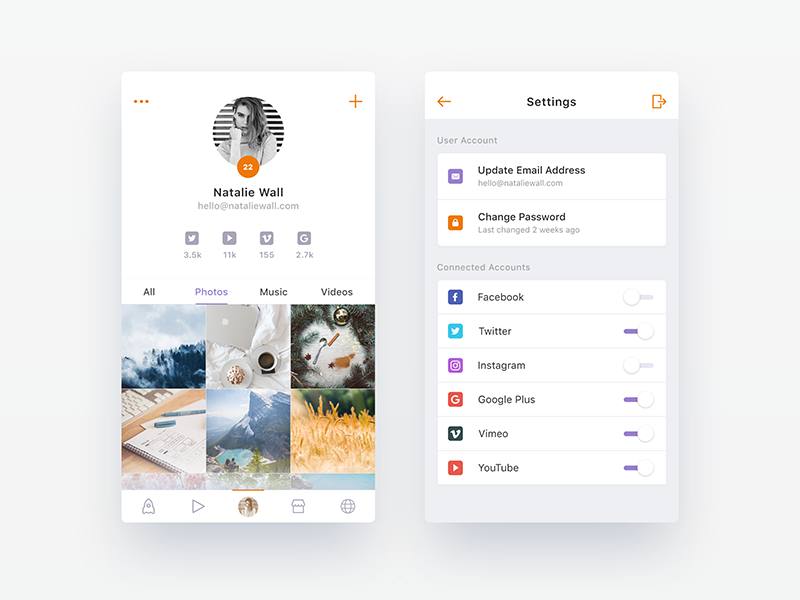 22
Natalie Wall
hello@nataliewall.com
3.5k 11k 155 2.7k
All Photos Music Videos
Settings
User Account
Update Email Address
hello@nataliewall.com
Change Password
Last changed 2 weeks ago
Connected Accounts
Facebook
Twitter
Instagram
Google Plus
Vimeo
YouTube